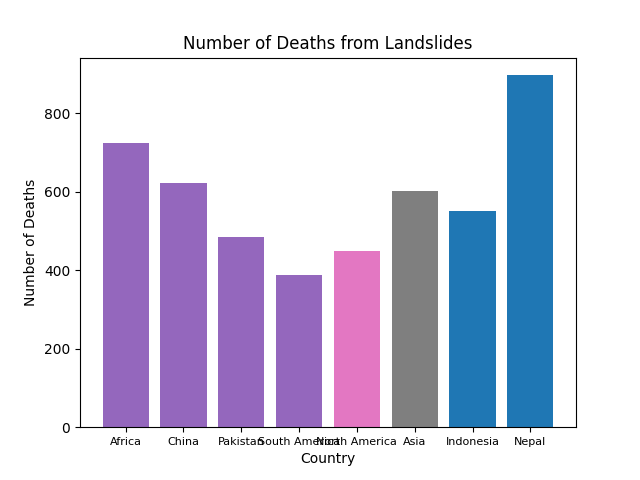 Number of Deaths from Landslides
Number of Deaths
800
600
400
200
0
Africa China Pakistan South America North America Asia Indonesia Nepal
Country